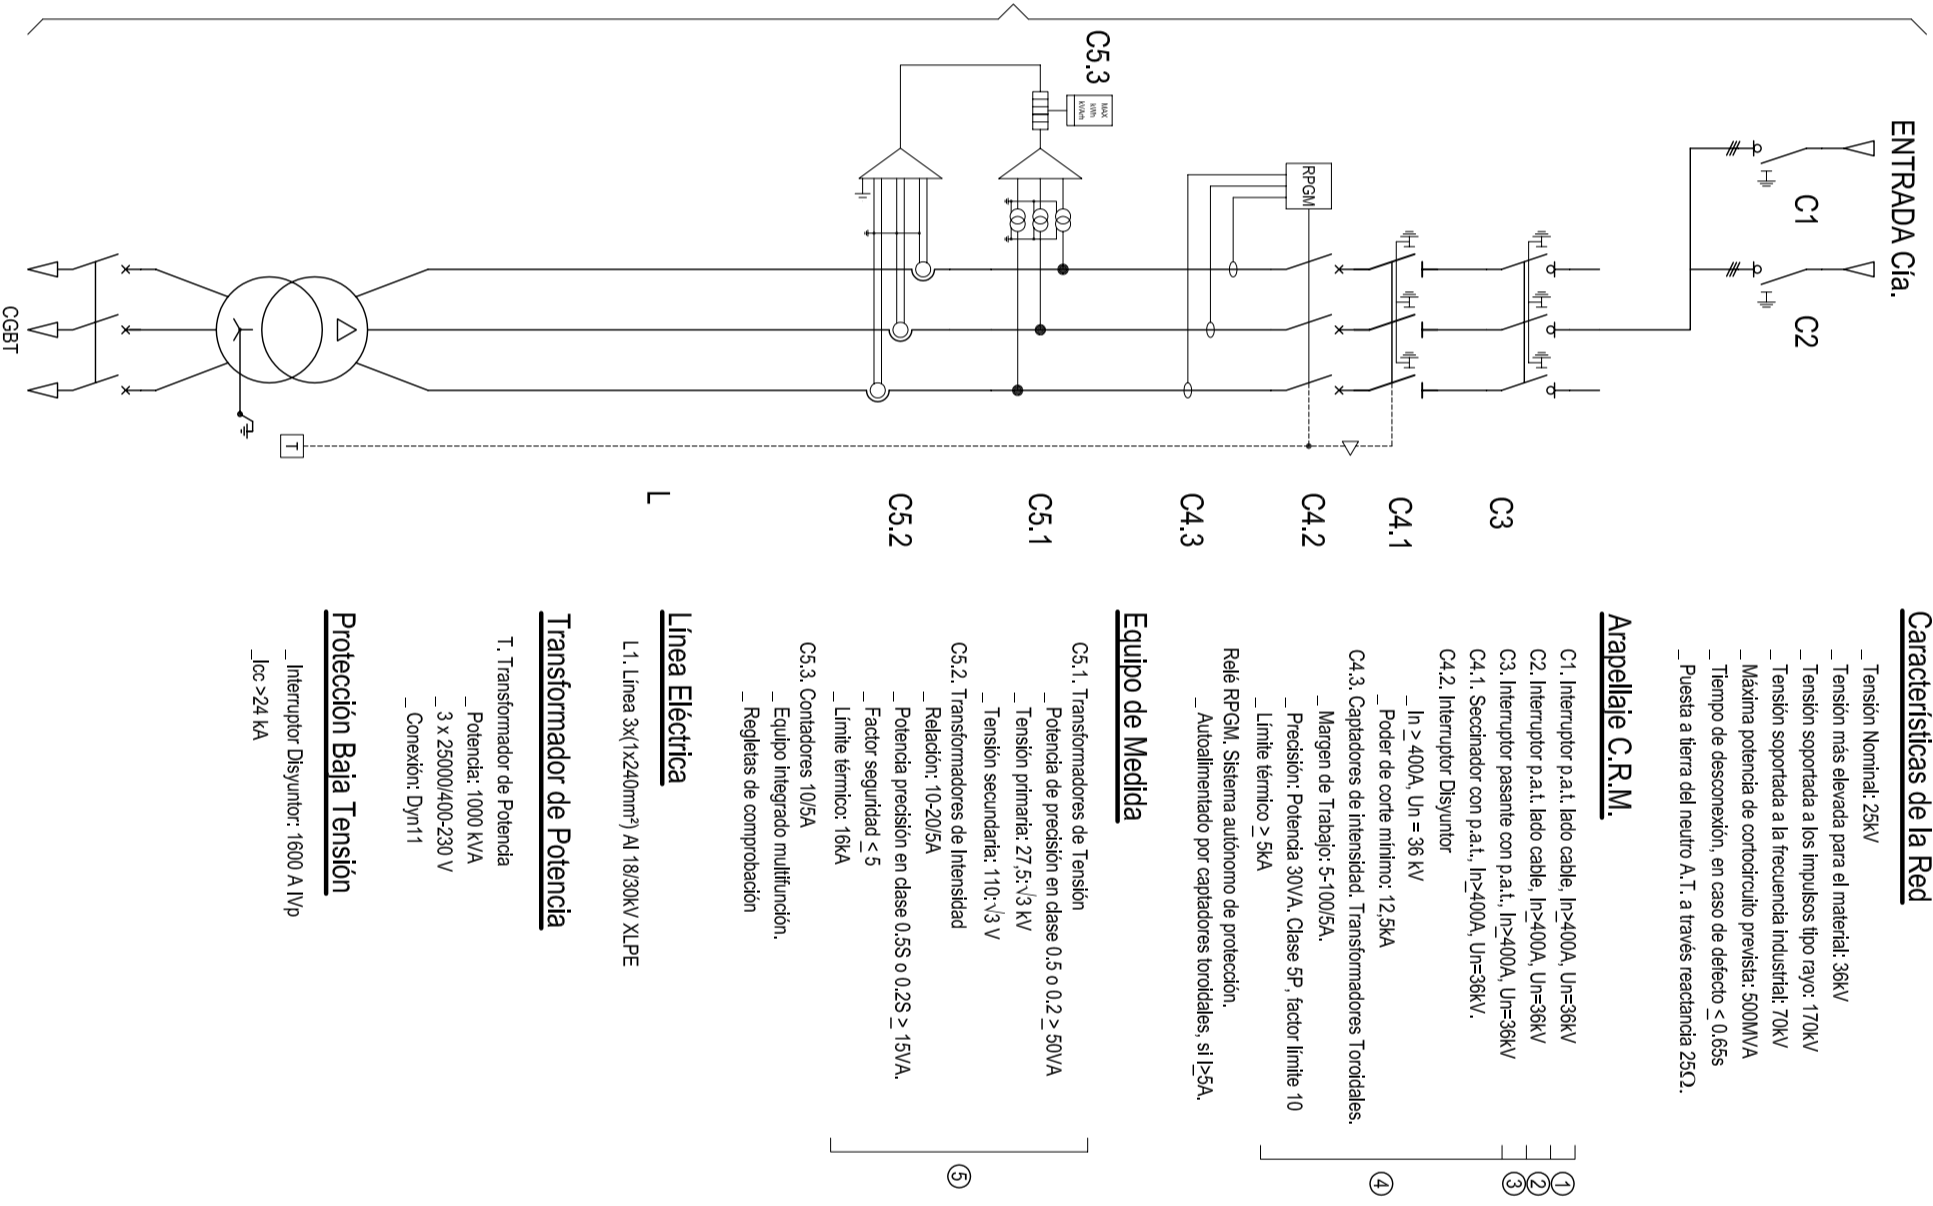 ENTRADA Cía.
C1
C2
C3
C4.1
C4.2
RPGM
C4.3
C5.3
MAX
kWh
kVArh
C5.1
C5.2
L
T
CGBT
Características de la Red
_ Tensión Nominal: 25kV
_ Tensión más elevada para el material: 36kV
_ Tensión soportada a los impulsos tipo rayo: 170kV
_ Tensión soportada a la frecuencia industrial: 70kV
_ Máxima potencia de cortocircuito prevista: 500MVA
_ Tiempo de desconexión, en caso de defecto < 0.65s
_ Puesta a tierra del neutro A.T. a través reactancia 25Ω.
Arapellaje C.R.M.
C1. Interruptor p.a.t. lado cable, In>400A, Un=36kV
C2. Interruptor p.a.t. lado cable, In>400A, Un=36kV
C3. Interruptor pasante con p.a.t., In>400A, Un=36kV
C4.1. Seccinador con p.a.t., In>400A, Un=36kV.
C4.2. Interruptor Disyuntor
_ In > 400A, Un = 36 kV
_ Poder de corte mínimo: 12,5kA
C4.3. Captadores de intensidad. Transformadores Toroidales.
_ Margen de Trabajo: 5-100/5A.
_ Precisión: Potencia 30VA. Clase 5P, factor límite 10
_ Límite térmico > 5kA
Relé RPGM. Sistema autónomo de protección.
_ Autoalimentado por captadores toroidales, si I>5A.
1
2
3
4
Equipo de Medida
C5.1. Transformadores de Tensión
_ Potencia de precisión en clase 0.5 o 0.2 > 50VA
_ Tensión primaria: 27,5:√3 kV
_ Tensión secundaria: 110:√3 V
C5.2. Transformadores de Intensidad
_ Relación: 10-20/5A
_ Potencia precisión en clase 0.5S o 0.2S > 15VA.
_ Factor seguridad < 5
_ Límite térmico: 16kA
C5.3. Contadores 10/5A
_ Equipo integrado multifunción.
_ Regletas de comprobación
5
Línea Eléctrica
L1. Línea 3x(1x240mm²) Al 18/30kV XLPE
Transformador de Potencia
T. Transformador de Potencia
_ Potencia: 1000 kVA
_ 3 x 25000/400-230 V
_ Conexión: Dyn11
Protección Baja Tensión
_ Interruptor Disyuntor: 1600 A IVp
_ Icc >24 kA